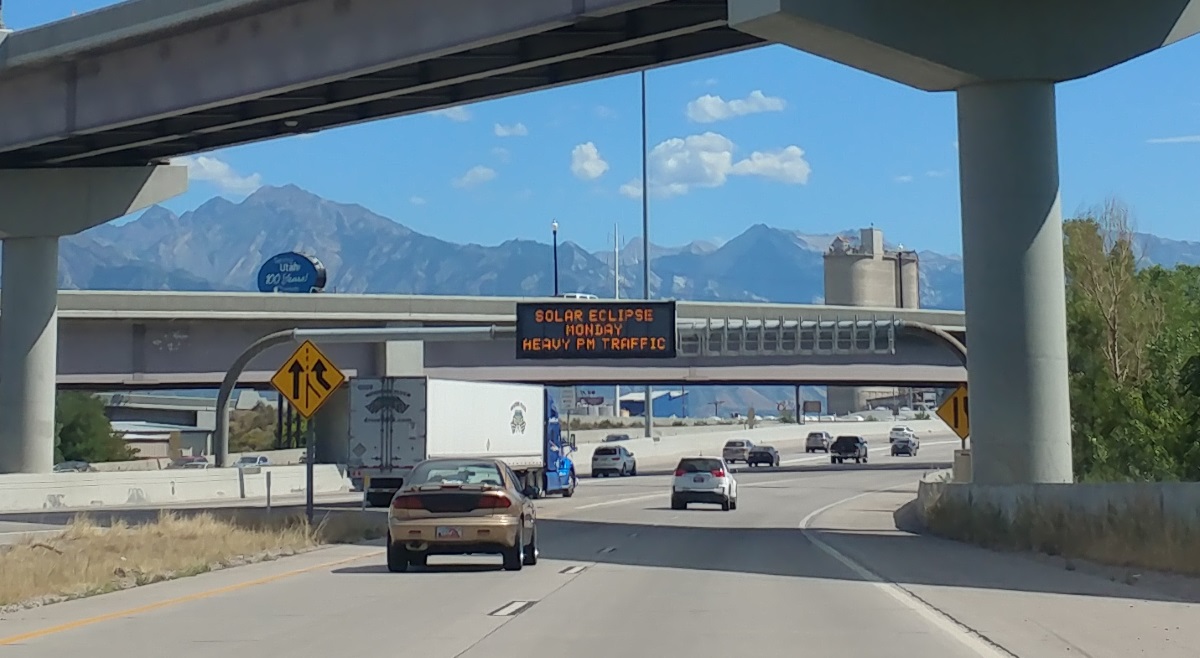 Utah
100 Years!
SOLAR ECLIPSE
MONDAY
HEAVY PM TRAFFIC